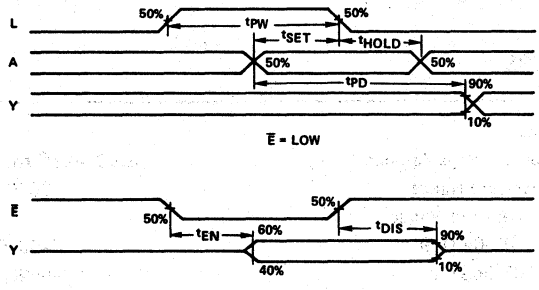 L
50%
tPW
50%
tSET
tHOLD
A
50%
50%
tPD
90%
Y
10%
E̅ = LOW
E̅
50%
50%
tEN
60%
tDIS
90%
Y
40%
10%